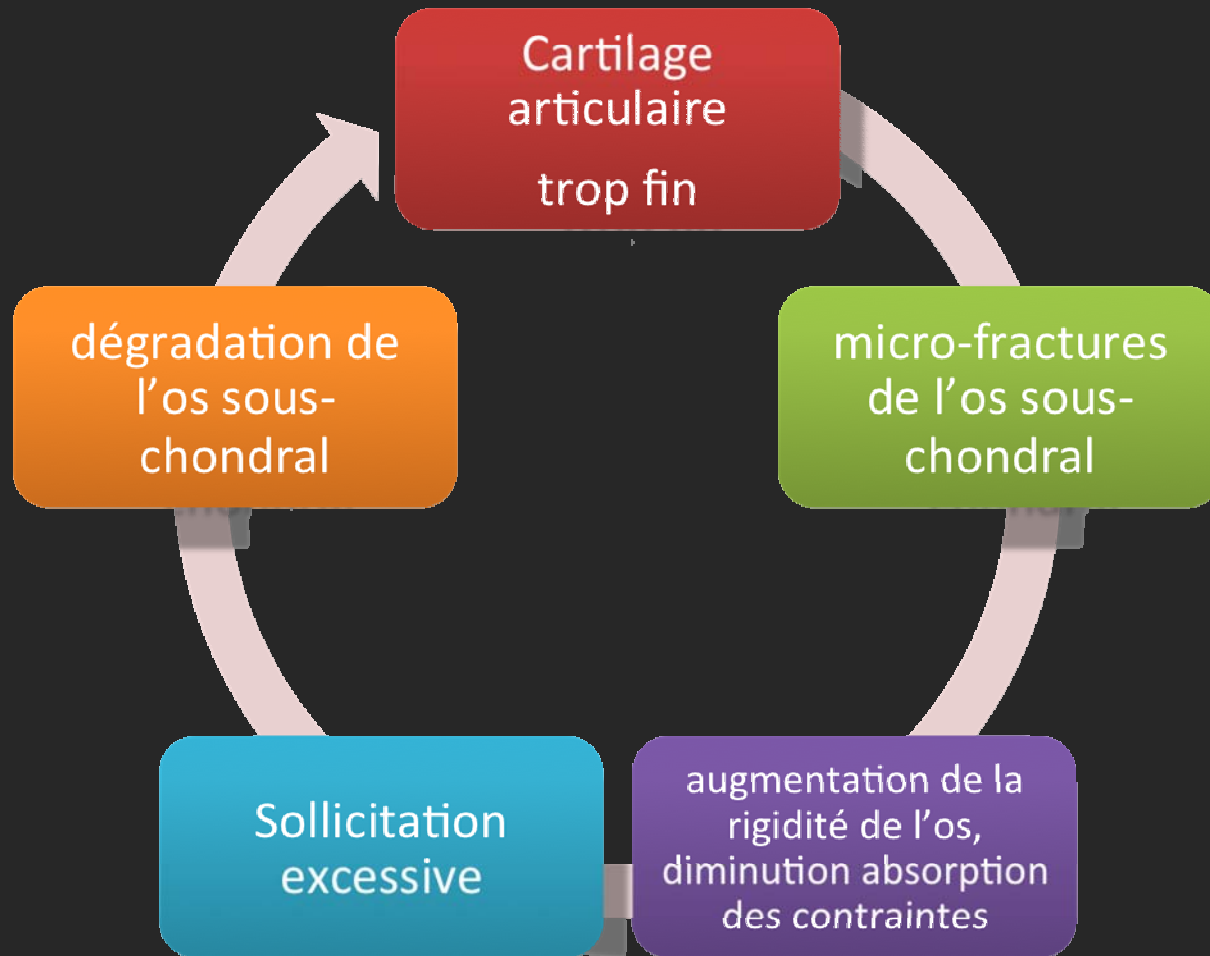 Cartilage
articulaire
trop fin
micro-fractures
de l’os sous-
chondral
augmentation de la
rigidité de l’os,
diminution absorption
des contraintes
Sollicitation
excessive
dégradation de
l’os sous-
chondral